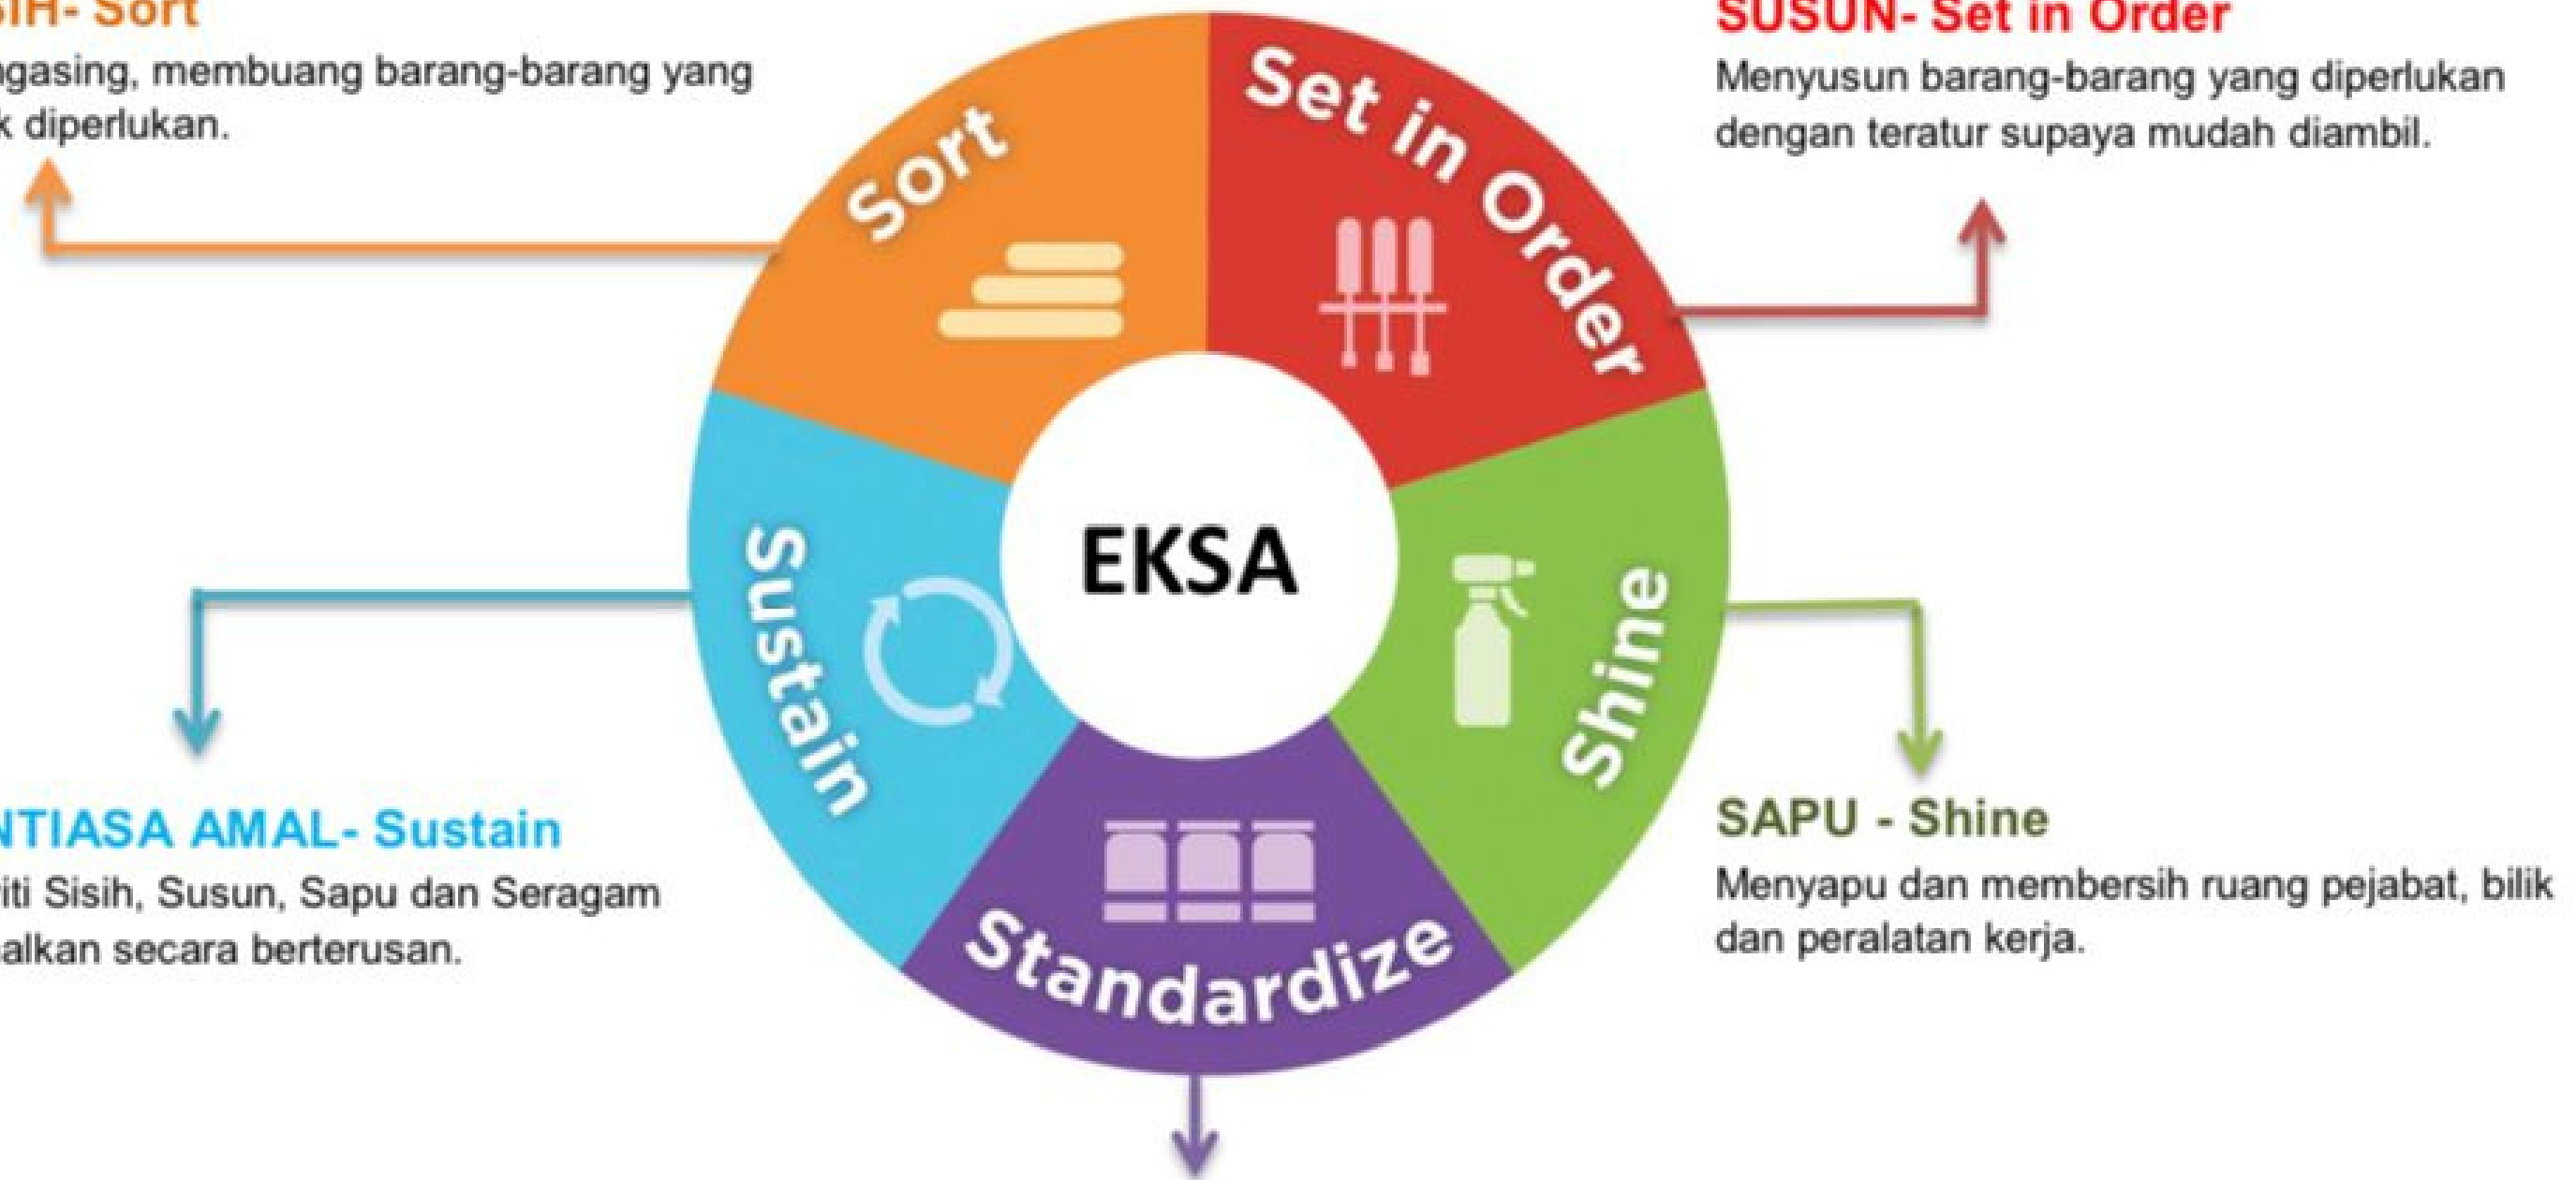 Sort
gasing, membuang barang-barang yang
k diperlukan.
SUSUN- Set in Order
Menyusun barang-barang yang diperlukan
dengan teratur supaya mudah diambil.
Sort
Set in Order
Shine
Standardize
Sustain
EKSA
NTIASA AMAL- Sustain
iti Sisih, Susun, Sapu dan Seragam
alkan secara berterusan.
SAPU - Shine
Menyapu dan membersih ruang pejabat, bilik
dan peralatan kerja.